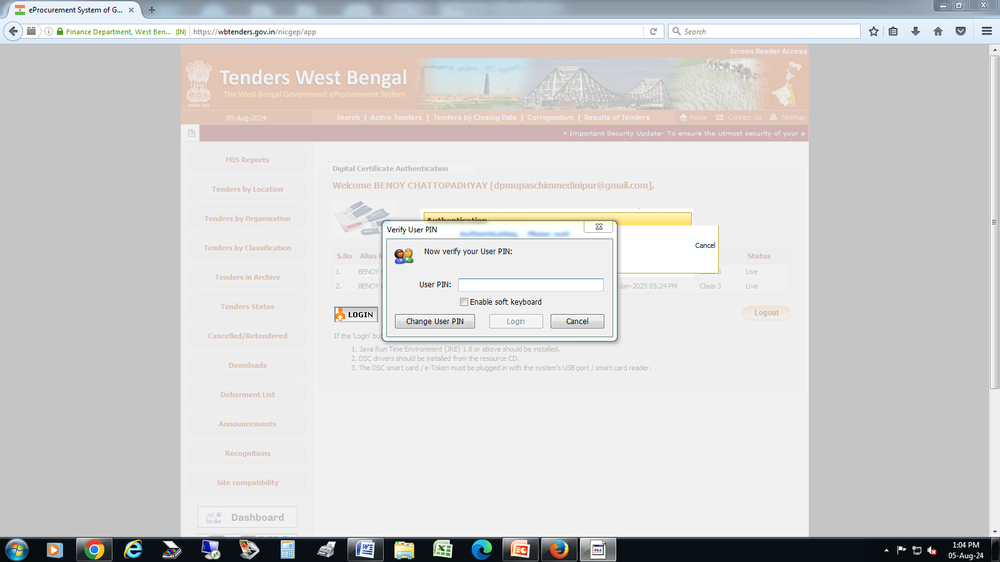 eProcurement System of G...
Finance Department, West Ben... (IN)
https://wbtenders.gov.in/nicgep/app
Search
Screen Reader Access
Tenders West Bengal
The West Bengal Government eProcurement System
05-Aug-2024
Search | Active Tenders | Tenders by Closing Date | Corrigendum | Results of Tenders
Home
Contact Us
SiteMap
« Important Security Update- To ensure the utmost security of your a
MIS Reports
Tenders by Location
Tenders by Organisation
Tenders by Classification
Tenders in Archive
Tenders Status
Cancelled/Retendered
Downloads
Debarment List
Announcements
Recognitions
Site compatibility
Dashboard
Digital Certificate Authentication
Welcome BENOY CHATTOPADHYAY [dpmupaschimmedinipur@gmail.com],
Authentication
Authenticating... Please wait
Cancel
S.No Alias Status
1. BENOY Live
2. BENOY -Jan-2025 05:24 PM Class 3 Live
LOGIN
Logout
If the 'Login'
1. Java Run Time Environment (JRE) 1.8 or above should be installed.
2. DSC drivers should be installed from the resource CD.
3. The DSC smart card / e-Token must be plugged in with the system's USB port / smart card reader.
Verify User PIN
Now verify your User PIN:
User PIN:
Enable soft keyboard
Change User PIN
Login
Cancel
1:04 PM
05-Aug-24